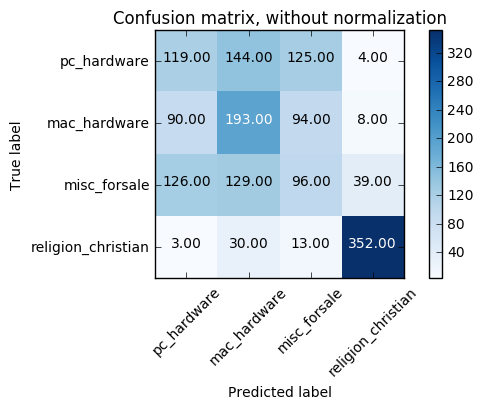 Confusion matrix, without normalization
pc_hardware 119.00 144.00 125.00 4.00
mac_hardware 90.00 193.00 94.00 8.00
misc_forsale 126.00 129.00 96.00 39.00
religion_christian 3.00 30.00 13.00 352.00
True label
pc_hardware
mac_hardware
misc_forsale
religion_christian
Predicted label
320
280
240
200
160
120
80
40